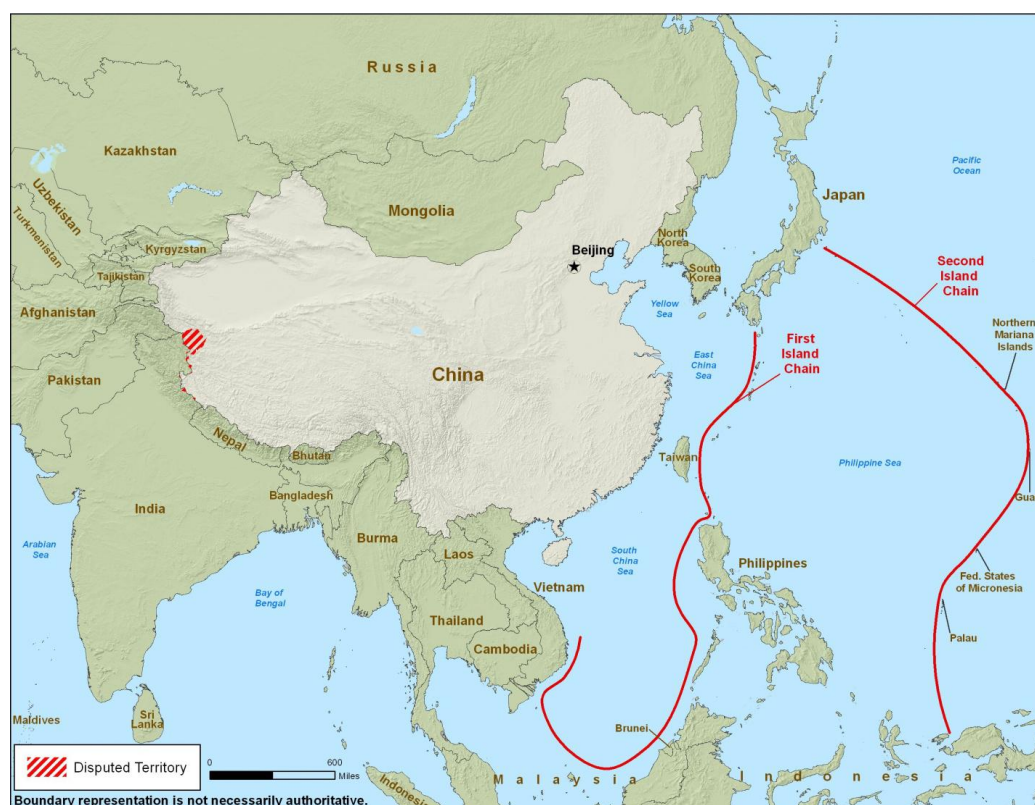 Russia
Kazakhstan
Mongolia
Uzbekistan
Turkmenistan
Kyrgyzstan
Tajikistan
Afghanistan
Pakistan
Beijing
North
Korea
South
Korea
Japan
Pacific
Ocean
Yellow
Sea
East
China
Sea
First
Island
Chain
Second
Island
Chain
Northern
Mariana
Islands
China
Nepal
Bhutan
Bangladesh
India
Burma
Taiwan
Philippine Sea
Gua
Arabian
Sea
Bay of
Bengal
Laos
Vietnam
Thailand
Cambodia
South
China
Sea
Philippines
Fed. States
of Micronesia
Palau
Maldives
Sri
Lanka
Brunei
Malaysia
Indonesia
Indonesia
Disputed Territory
0 600
Miles
Boundary representation is not necessarily authoritative.